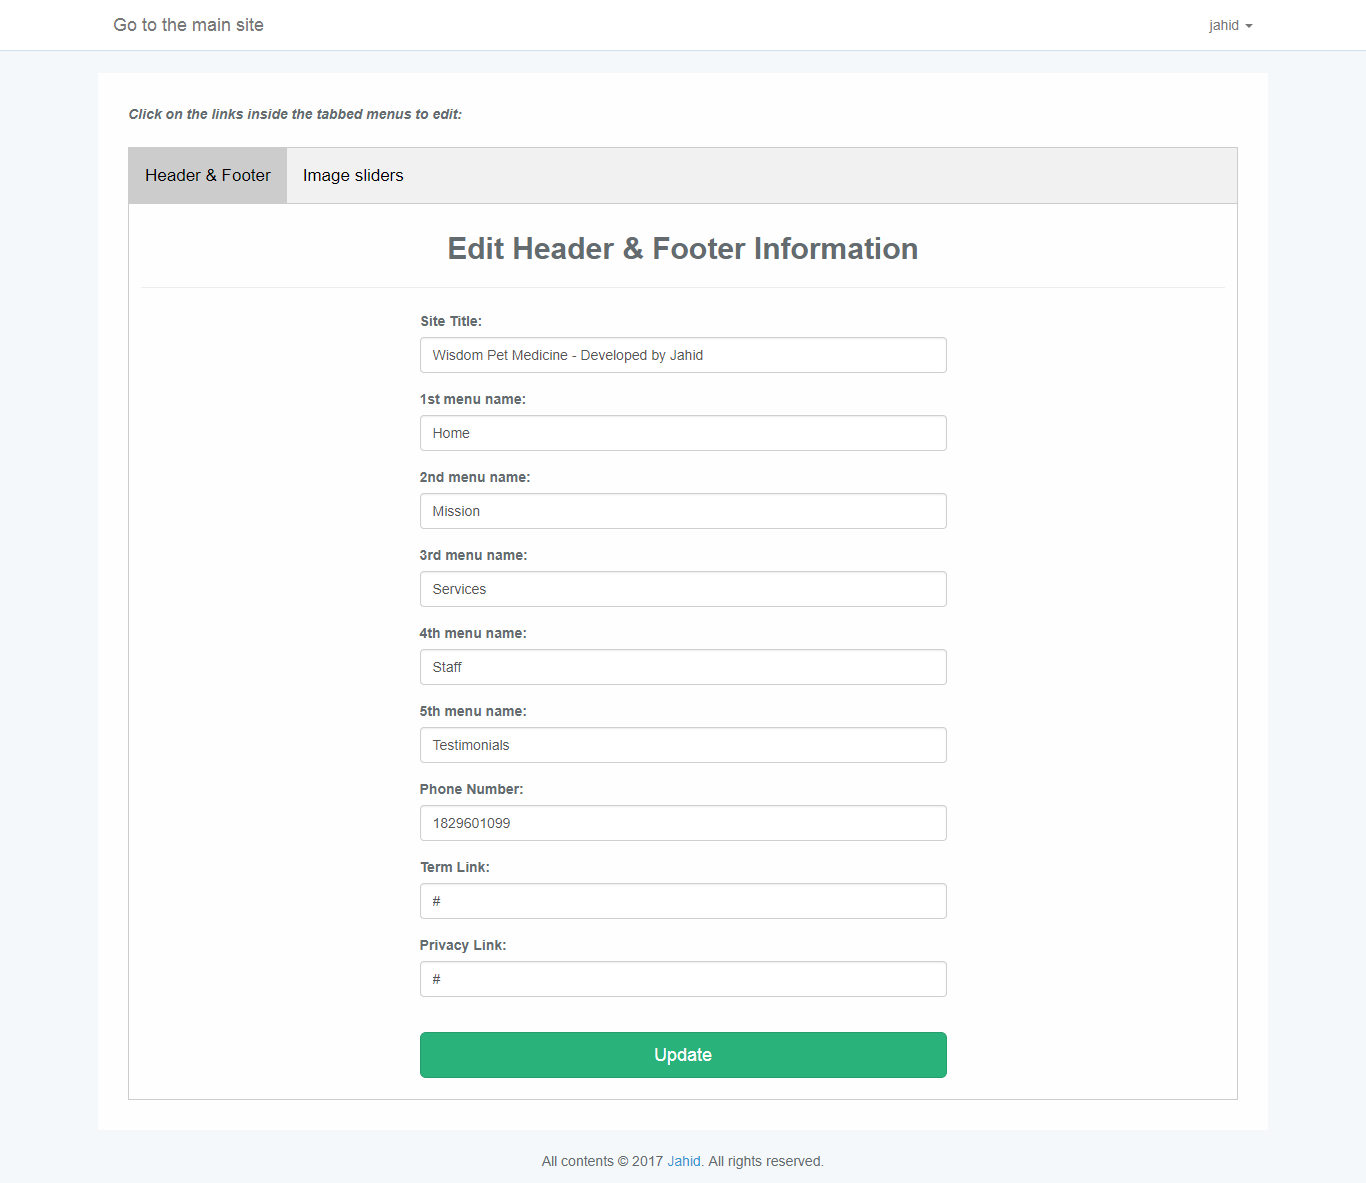 Go to the main site
jahid
Click on the links inside the tabbed menus to edit:
Header & Footer
Image sliders
Edit Header & Footer Information
Site Title:
Wisdom Pet Medicine - Developed by Jahid
1st menu name:
Home
2nd menu name:
Mission
3rd menu name:
Services
4th menu name:
Staff
5th menu name:
Testimonials
Phone Number:
1829601099
Term Link:
#
Privacy Link:
#
Update
All contents © 2017 Jahid. All rights reserved.